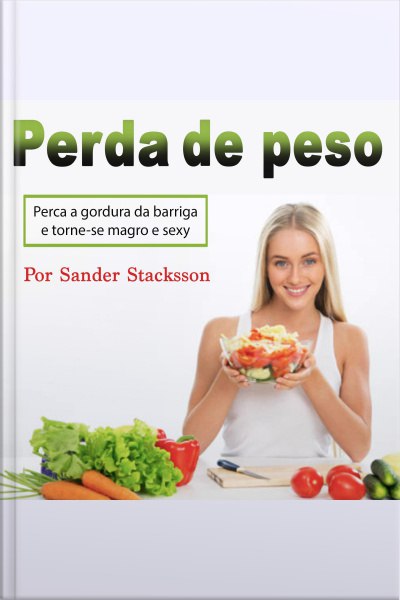 Perda de peso
Perca a gordura da barriga
e torne-se magro e sexy
Por Sander Stacksson